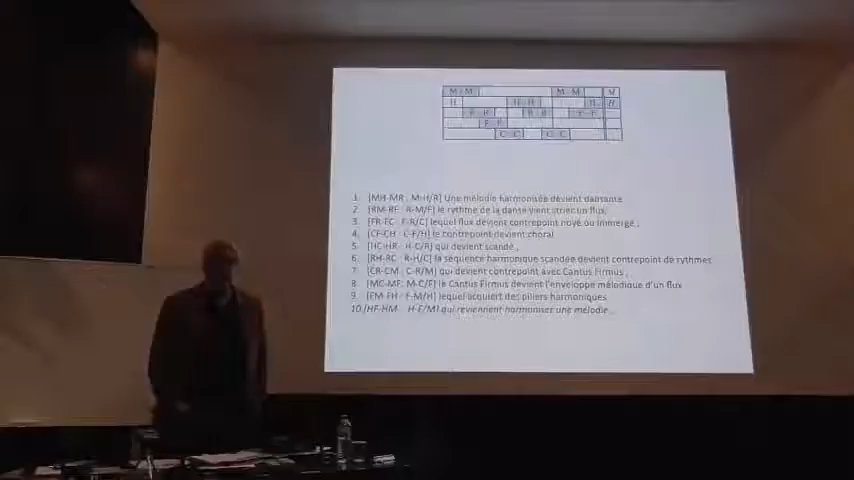 M M M M M
H H H H H
R R R R F F
F F
C C C C
1. [MH-MR : M-H/R] Une mélodie harmonisée devient dansante
2. [RM-RF : R-M/F] le rythme de la danse vient strier un flux,
3. [FR-FC : F-R/C] lequel flux devient contrepoint noyé ou immergé ,
4. [CF-CH : C-F/H] le contrepoint devient choral
5. [HC-HR : H-C/R] qui devient scandé ,
6. [RH-RC : R-H/C] la séquence harmonique scandée devient contrepoint de rythmes
7. [CR-CM : C-R/M] qui devient contrepoint avec Cantus Firmus ,
8. [MC-MF: M-C/F] le Cantus Firmus devient l'enveloppe mélodique d'un flux
9. [FM-FH : F-M/H] lequel acquiert des piliers harmoniques
10.[HF-HM : H-F/M] qui reviennent harmoniser une mélodie .